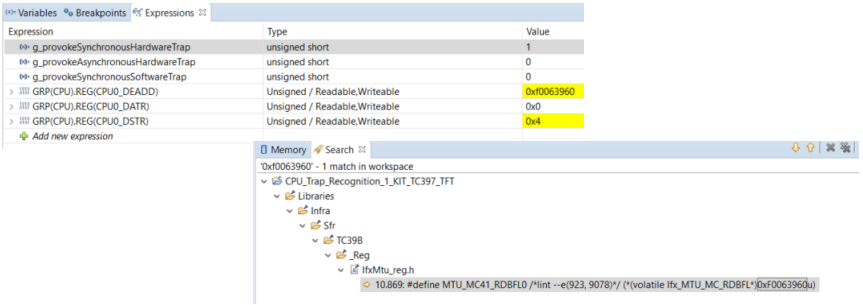 Variables Breakpoints Expressions
Expression Type Value
g_provokeSynchronousHardwareTrap unsigned short 1
g_provokeAsynchronousHardwareTrap unsigned short 0
g_provokeSynchronousSoftwareTrap unsigned short 0
GRP(CPU).REG(CPU0_DEADD) Unsigned / Readable,Writeable 0xf0063960
GRP(CPU).REG(CPU0_DATR) Unsigned / Readable,Writeable 0x0
GRP(CPU).REG(CPU0_DSTR) Unsigned / Readable,Writeable 0x4
Add new expression
Memory Search
'0xf0063960' - 1 match in workspace
CPU_Trap_Recognition_1_KIT_TC397_TFT
Libraries
Infra
Sfr
TC39B
_Reg
IfxMtu_reg.h
10.869: #define MTU_MC41_RDBFL0 /*lint --e(923, 9078)*/ (*(volatile Ifx_MTU_MC_RDBFL*)0xF0063960u)